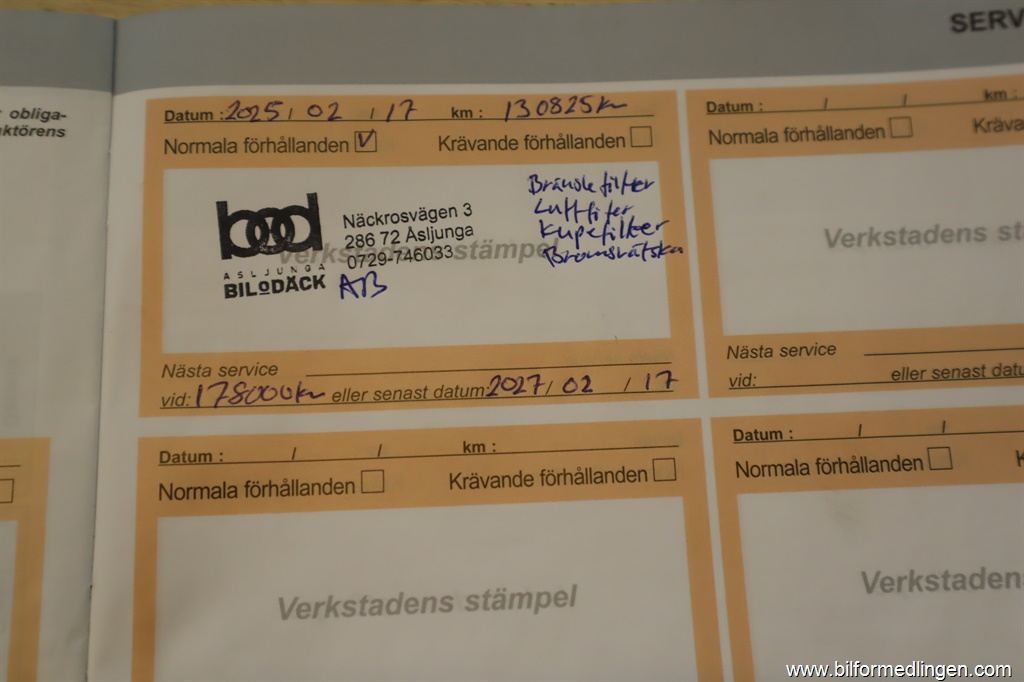 SERV
obliga-
aktörens
Datum : 2025 / 02 / 17 km : 130825km
Normala förhållanden V Krävande förhållanden
bod
ÅSLJUNGA
BILoDÄCK
Näckrosvägen 3
286 72 Åsljunga
0729-746033
AB
Verkstadens stämpel
Bränslefilter
Luftfilter
Kupefilter
Bromsvätska
Nästa service
vid: 178000km eller senast datum: 2027 / 02 / 17
Datum : / / km :
Normala förhållanden Kräva
Verkstadens st
Nästa service
vid: eller senast datu
Datum : / / km :
Normala förhållanden Krävande förhållanden
Verkstadens stämpel
Datum : / /
Normala förhållanden K
Verkstadens
www.bilformedlingen.com